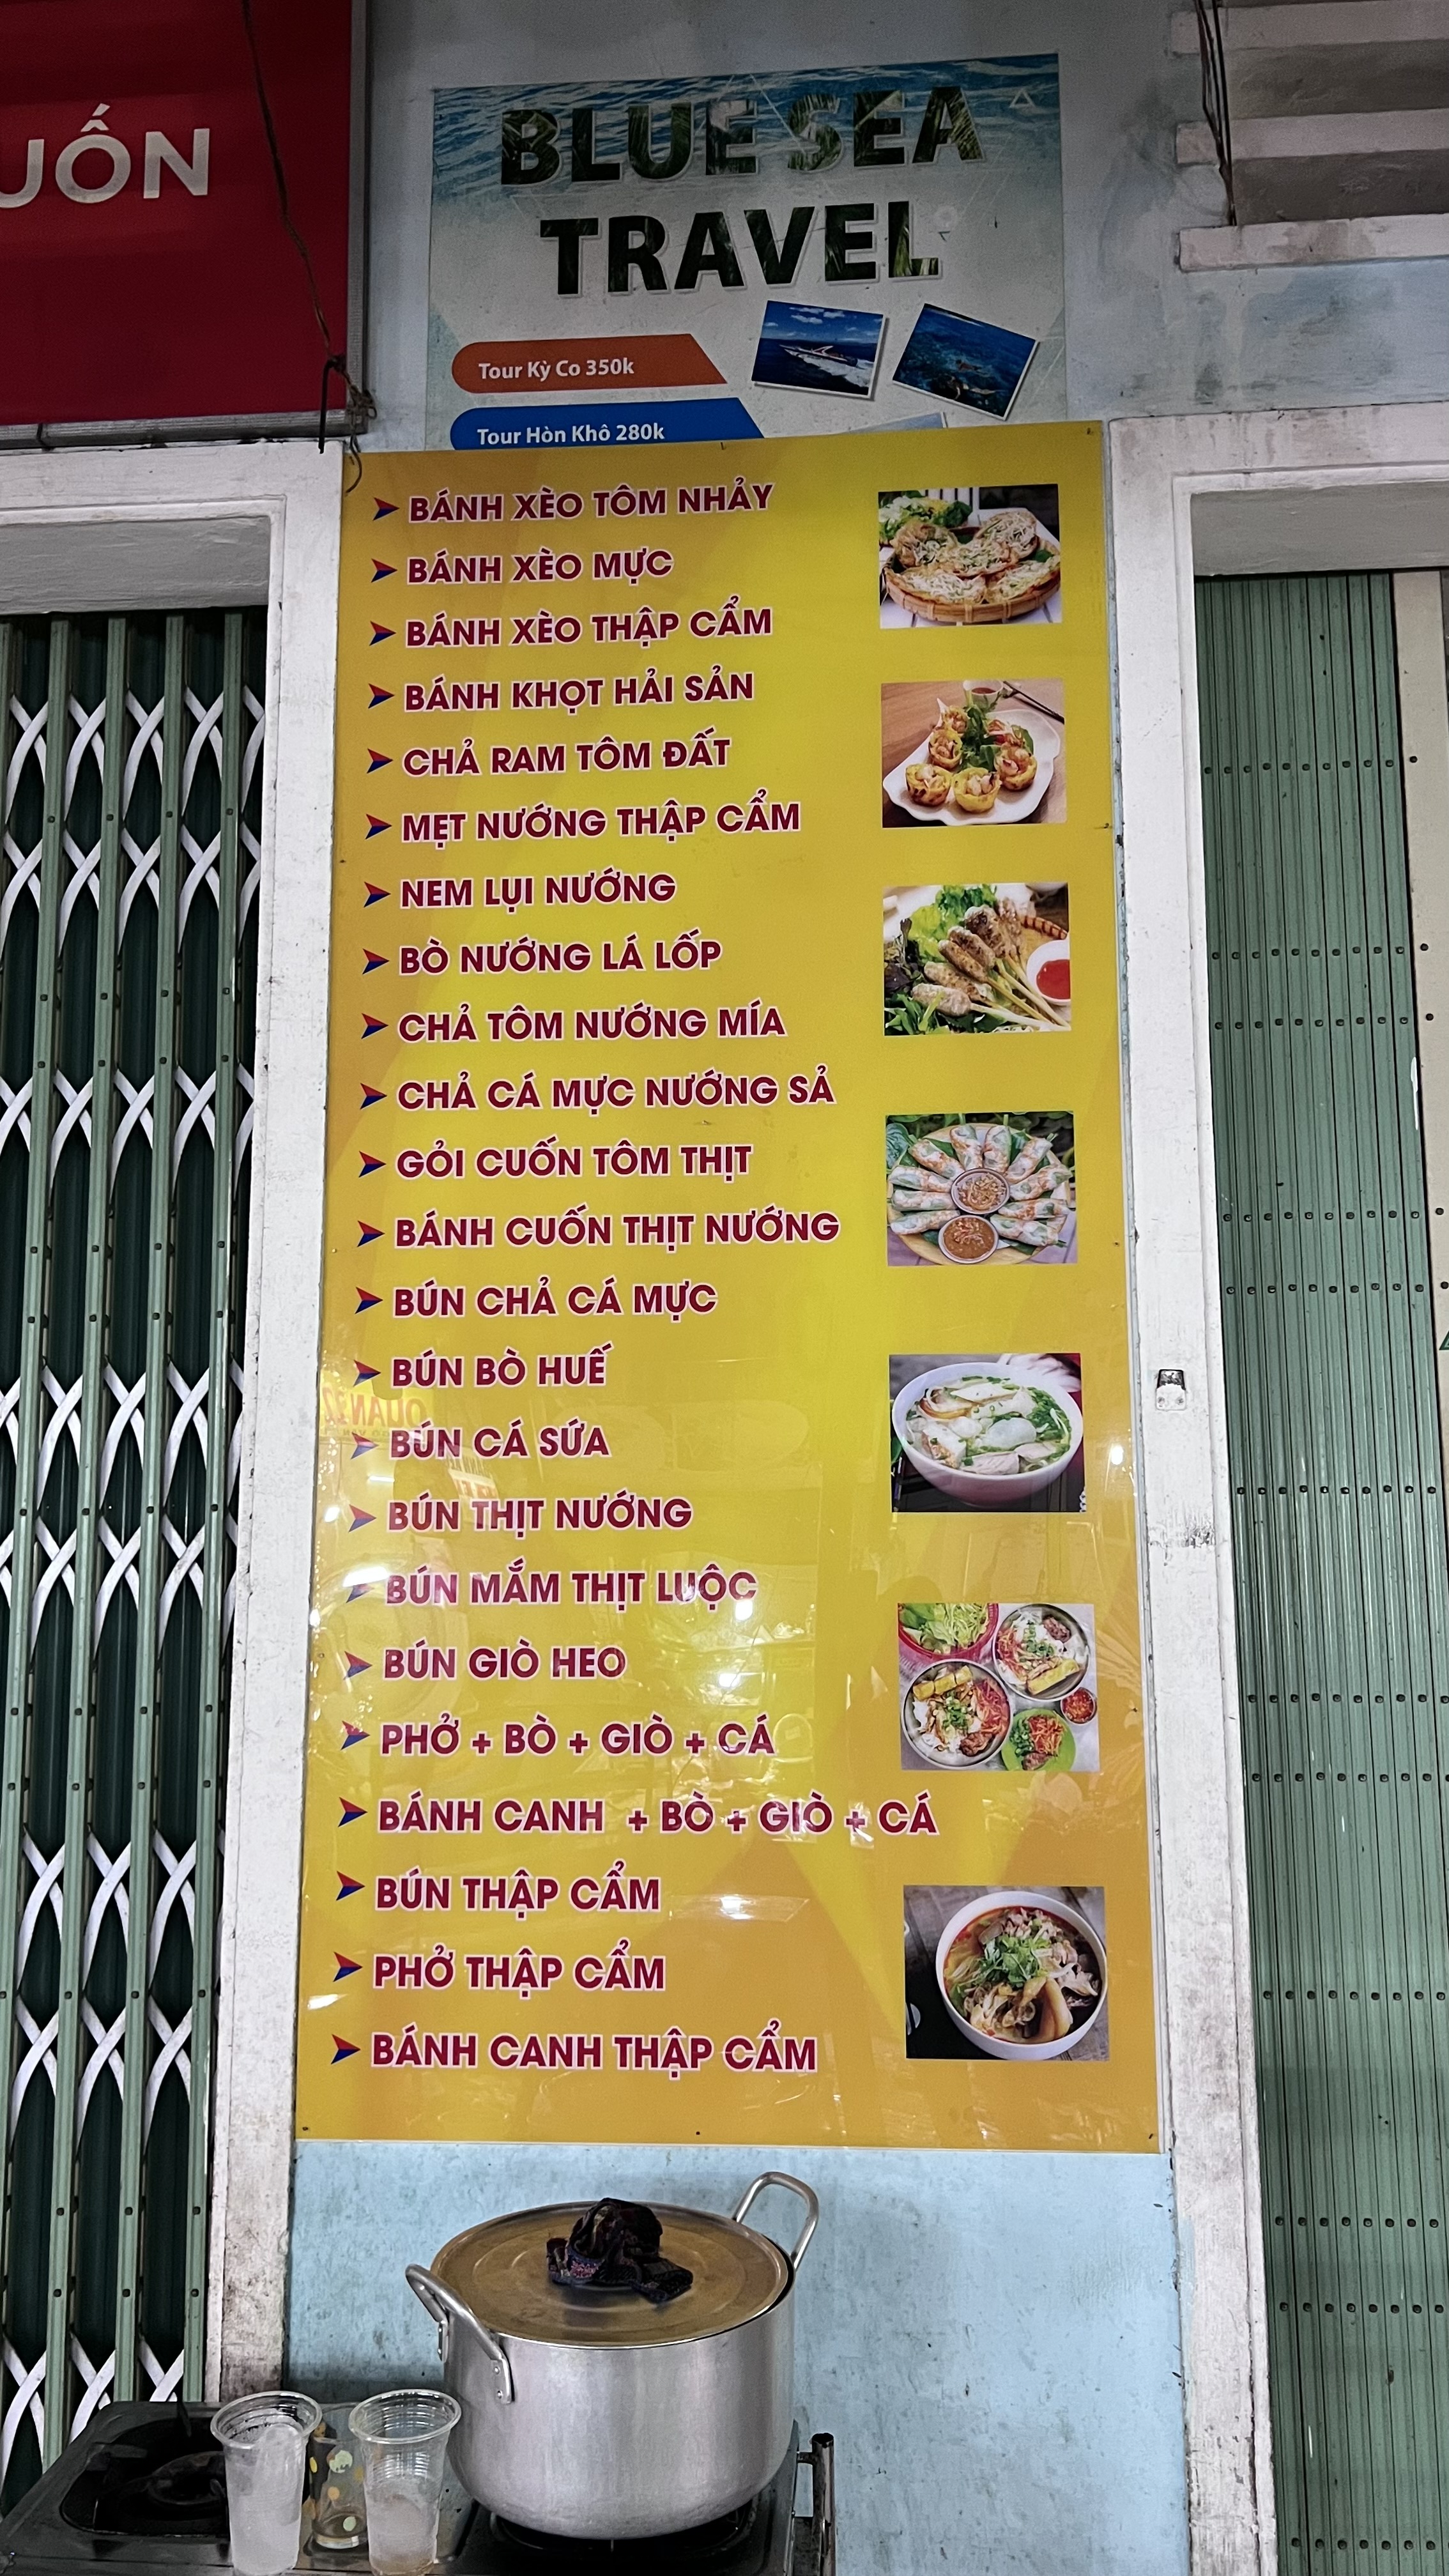 UỐN
BLUE SEA
TRAVEL
Tour Kỳ Co 350k
Tour Hòn Khô 280k
BÁNH XÈO TÔM NHẢY
BÁNH XÈO MỰC
BÁNH XÈO THẬP CẨM
BÁNH KHỌT HẢI SẢN
CHẢ RAM TÔM ĐẤT
MẸT NƯỚNG THẬP CẨM
NEM LỤI NƯỚNG
BÒ NƯỚNG LÁ LỐP
CHẢ TÔM NƯỚNG MÍA
CHẢ CÁ MỰC NƯỚNG SẢ
GỎI CUỐN TÔM THỊT
BÁNH CUỐN THỊT NƯỚNG
BÚN CHẢ CÁ MỰC
BÚN BÒ HUẾ
BÚN CÁ SỨA
BÚN THỊT NƯỚNG
BÚN MẮM THỊT LUỘC
BÚN GIÒ HEO
PHỞ + BÒ + GIÒ + CÁ
BÁNH CANH + BÒ + GIÒ + CÁ
BÚN THẬP CẨM
PHỞ THẬP CẨM
BÁNH CANH THẬP CẨM